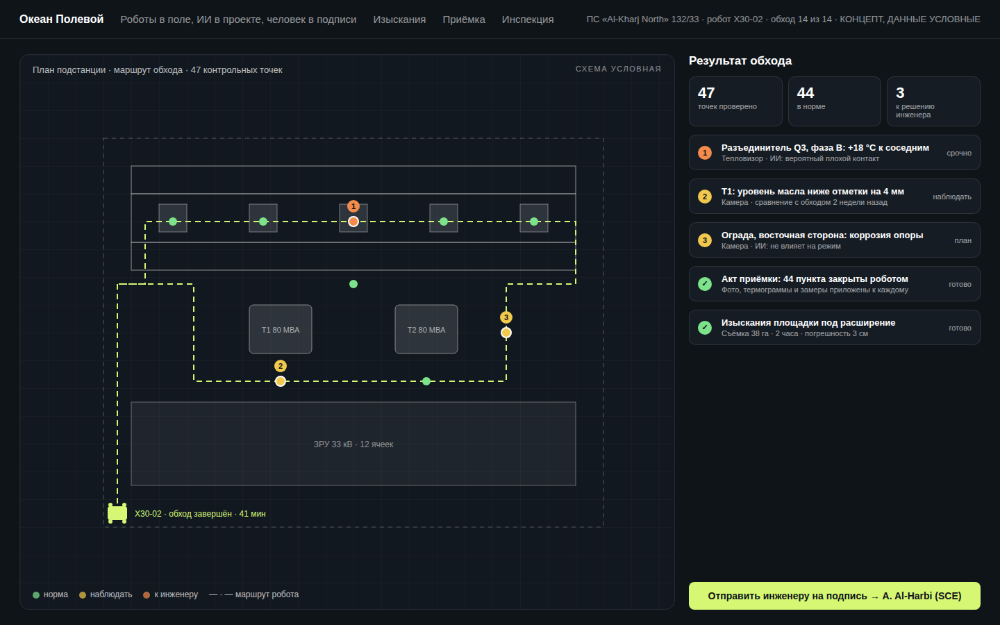 Океан Полевой
Роботы в поле, ИИ в проекте, человек в подписи
Изыскания
Приёмка
Инспекция
ПС «Al-Kharj North» 132/33 · робот X30-02 · обход 14 из 14 · КОНЦЕПТ, ДАННЫЕ УСЛОВНЫЕ
План подстанции · маршрут обхода · 47 контрольных точек
СХЕМА УСЛОВНАЯ
1
T1 80 MBA
T2 80 MBA
3
2
ЗРУ 33 кВ · 12 ячеек
X30-02 · обход завершён · 41 мин
норма
наблюдать
к инженеру
— · — маршрут робота
Результат обхода
47
точек проверено
44
в норме
3
к решению
инженера
1
Разъединитель Q3, фаза B: +18 °C к соседним
Тепловизор · ИИ: вероятный плохой контакт
срочно
2
T1: уровень масла ниже отметки на 4 мм
Камера · сравнение с обходом 2 недели назад
наблюдать
3
Ограда, восточная сторона: коррозия опоры
Камера · ИИ: не влияет на режим
план
✓
Акт приёмки: 44 пункта закрыты роботом
Фото, термограммы и замеры приложены к каждому
готово
✓
Изыскания площадки под расширение
Съёмка 38 га · 2 часа · погрешность 3 см
готово
Отправить инженеру на подпись → A. Al-Harbi (SCE)